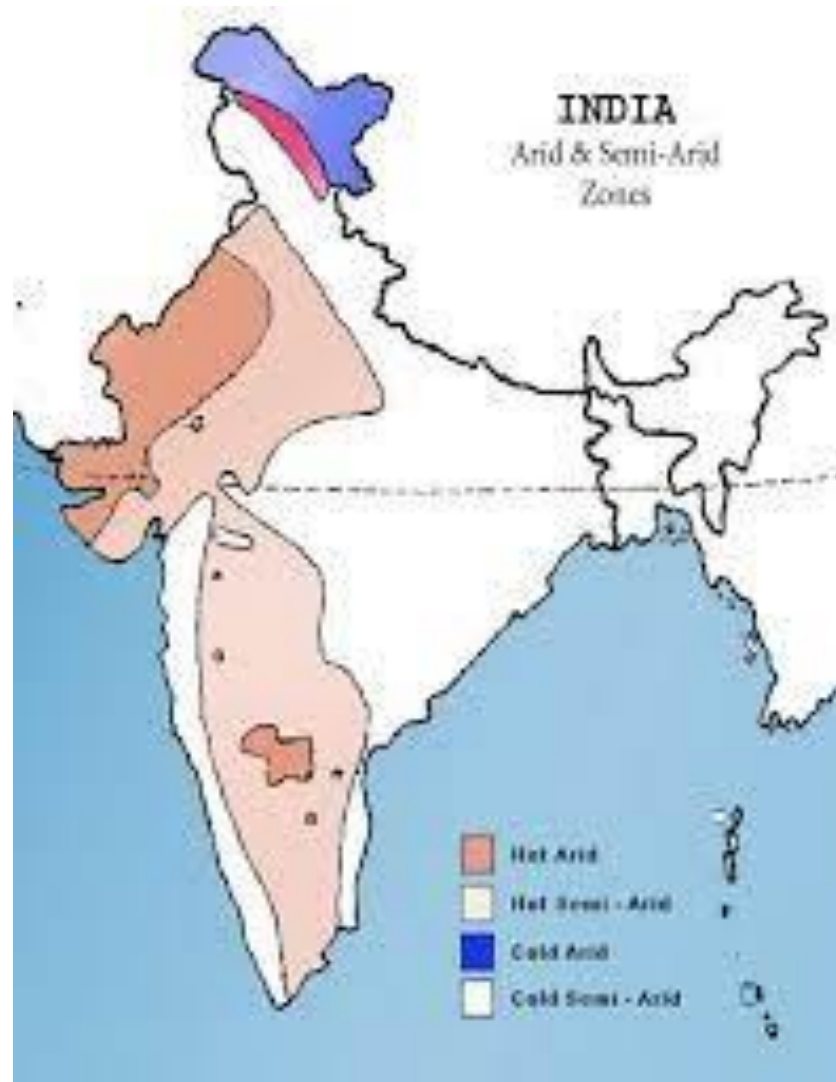 INDIA
Arid & Semi-Arid
Zones
Hot Arid
Hot Semi - Arid
Cold Arid
Cold Semi - Arid